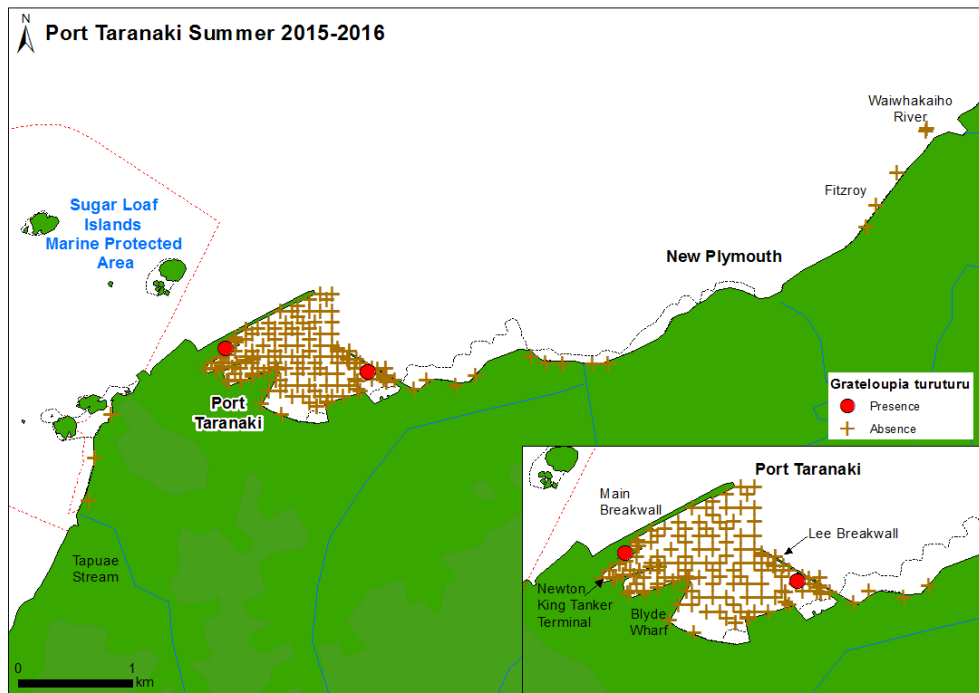 N
Port Taranaki Summer 2015-2016
Waiwhakaiho
River
Fitzroy
Sugar Loaf
Islands
Marine Protected
Area
New Plymouth
Port
Taranaki
Grateloupia turuturu
Presence
Absence
Tapuae
Stream
0 1
km
Port Taranaki
Main
Breakwall
Lee Breakwall
Newton
King Tanker
Terminal
Blyde
Wharf